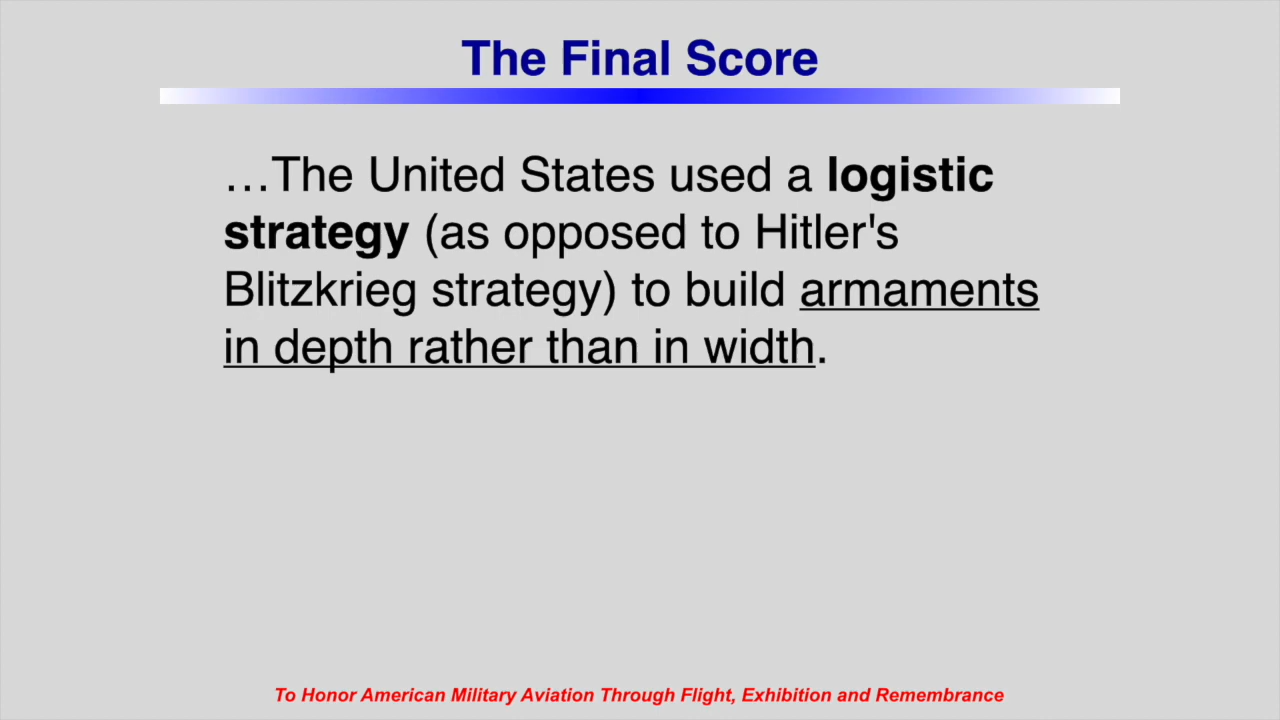 The Final Score
…The United States used a logistic
strategy (as opposed to Hitler's
Blitzkrieg strategy) to build armaments
in depth rather than in width.
To Honor American Military Aviation Through Flight, Exhibition and Remembrance